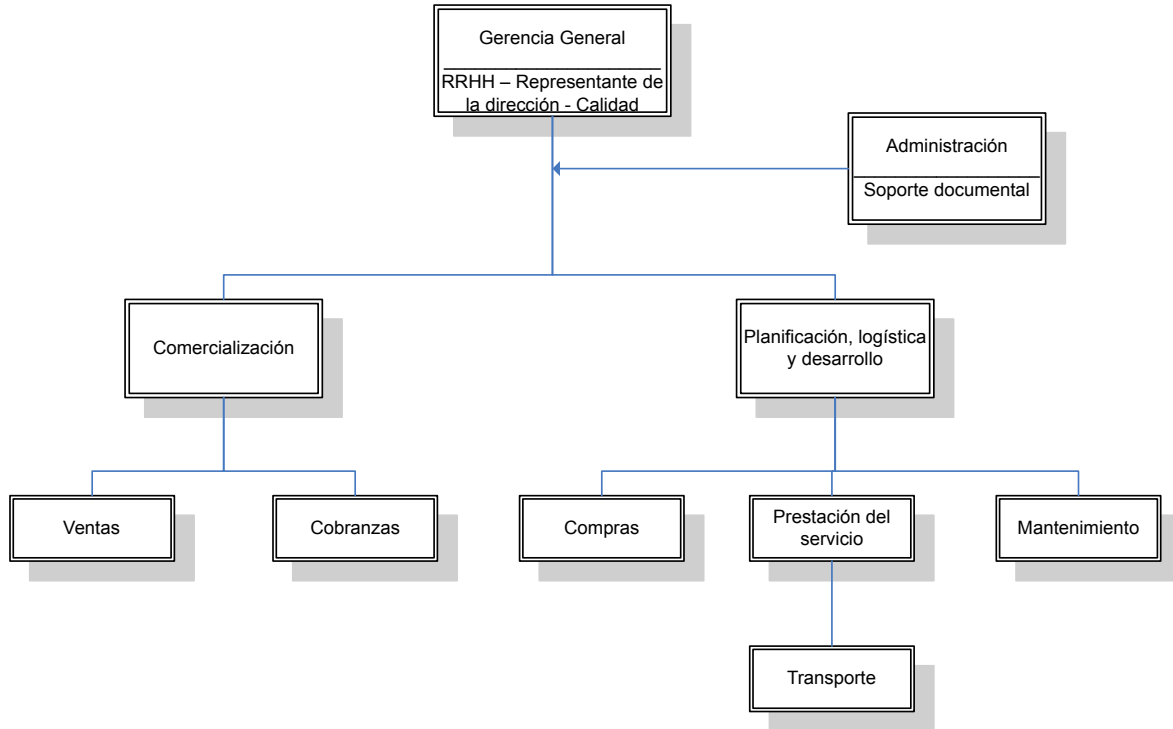 Gerencia General
RRHH – Representante de
la dirección - Calidad
Administración
Soporte documental
Comercialización
Planificación, logística
y desarrollo
Ventas
Cobranzas
Compras
Prestación del
servicio
Mantenimiento
Transporte